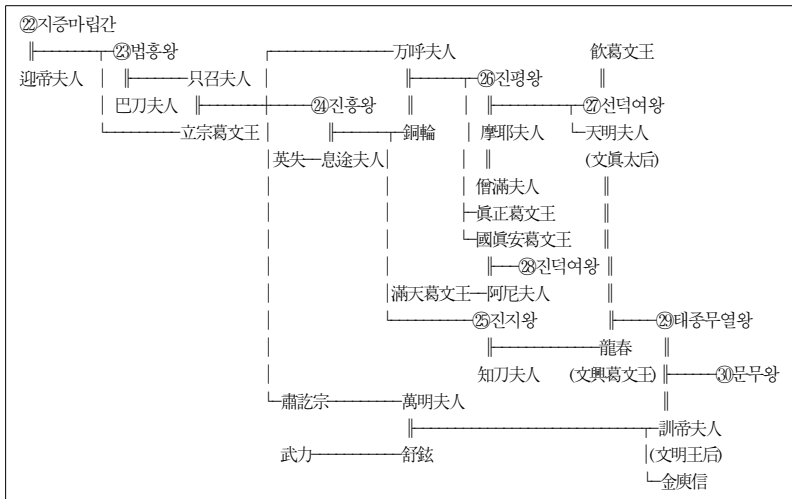 ㉒지증마립간
㉓법흥왕 万呼夫人 飮葛文王
迎帝夫人 只召夫人 ㉖진평왕
巴刀夫人 ㉔진흥왕 ㉗선덕여왕
立宗葛文王 銅輪 摩耶夫人 天明夫人
英失 息途夫人 (文眞太后)
僧滿夫人
眞正葛文王
國眞安葛文王
㉘진덕여왕
滿天葛文王 阿尼夫人
㉕진지왕 ㉙태종무열왕
龍春
知刀夫人 (文興葛文王) ㉚문무왕
肅訖宗 萬明夫人
訓帝夫人
武力 舒鉉 (文明王后)
金庾信